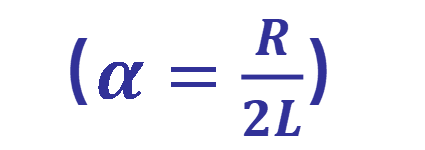 (α = R/2L)